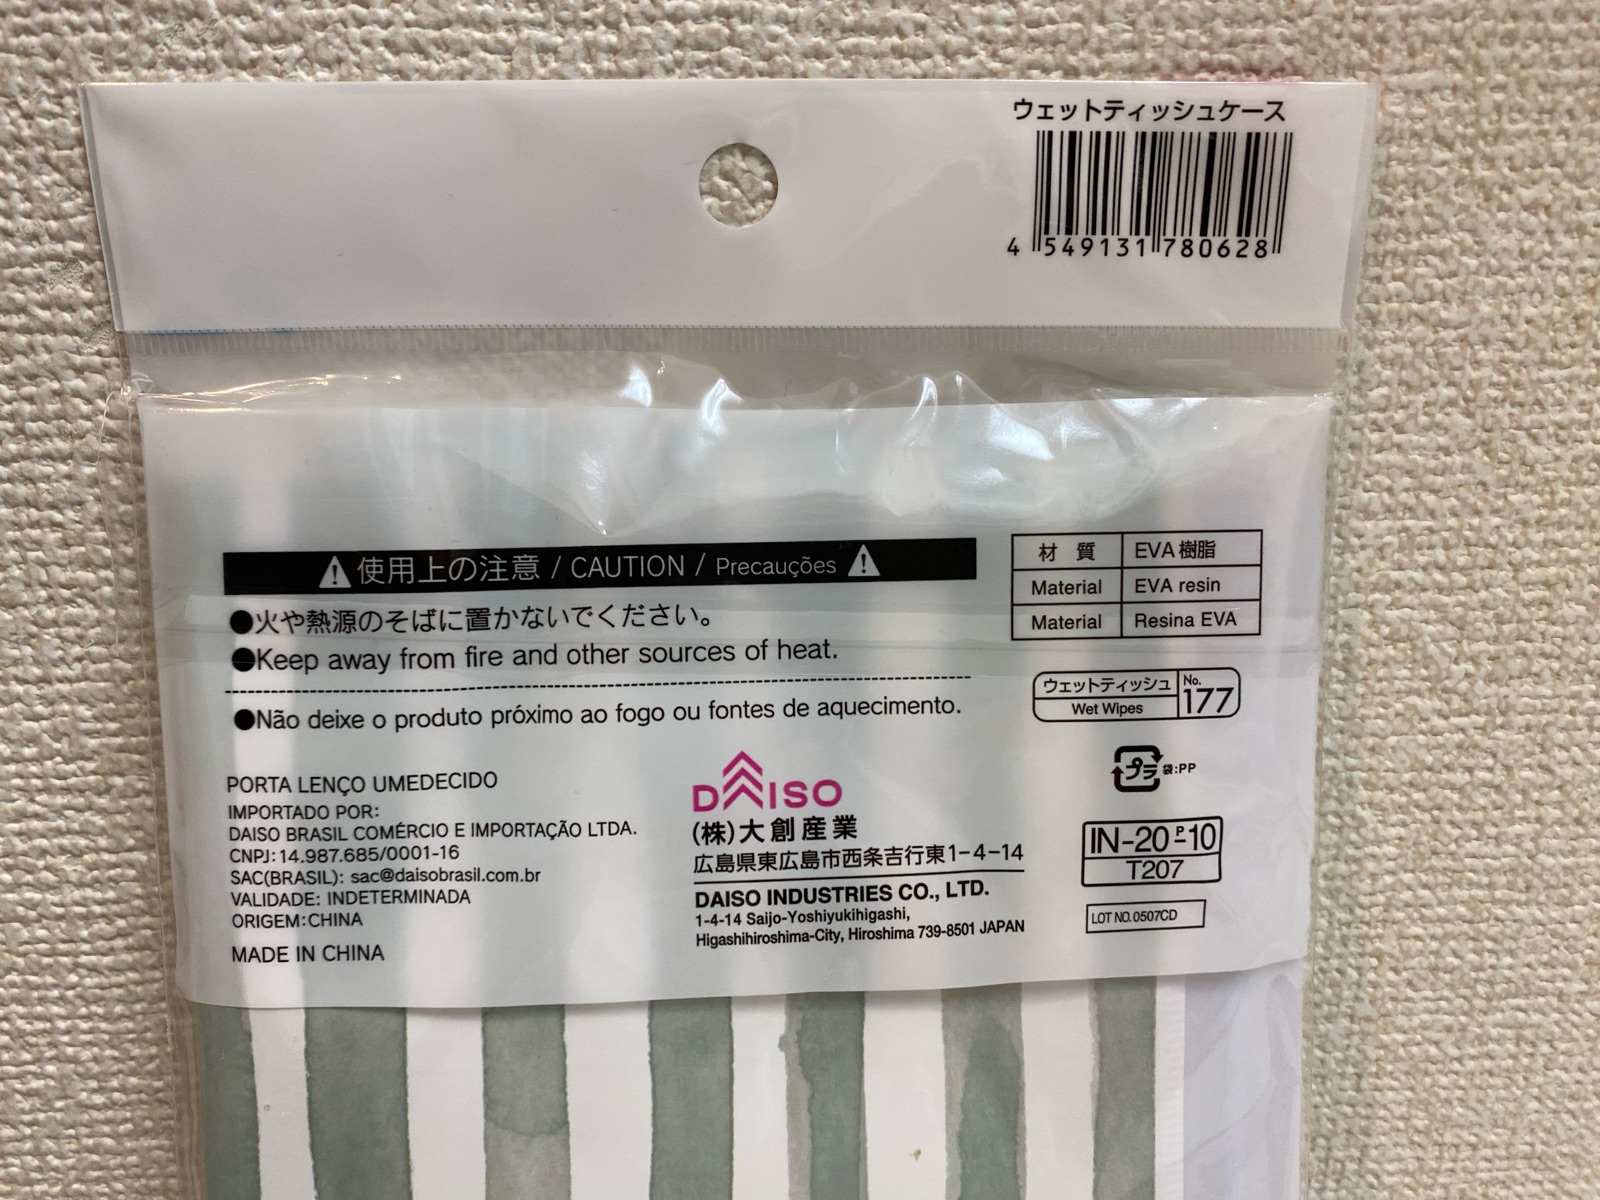 ウェットティッシュケース
4 549131 780628
使用上の注意 / CAUTION / Precauções
●火や熱源のそばに置かないでください。
●Keep away from fire and other sources of heat.
●Não deixe o produto próximo ao fogo ou fontes de aquecimento.
材 質 EVA樹脂
Material EVA resin
Material Resina EVA
ウェットティッシュ No.
Wet Wipes 177
プラ 袋:PP
PORTA LENÇO UMEDECIDO
IMPORTADO POR:
DAISO BRASIL COMÉRCIO E IMPORTAÇÃO LTDA.
CNPJ:14.987.685/0001-16
SAC(BRASIL): sac@daisobrasil.com.br
VALIDADE: INDETERMINADA
ORIGEM:CHINA
MADE IN CHINA
DAISO
(株)大創産業
広島県東広島市西条吉行東1-4-14
DAISO INDUSTRIES CO., LTD.
1-4-14 Saijo-Yoshiyukihigashi,
Higashihiroshima-City, Hiroshima 739-8501 JAPAN
IN-20-P-10
T207
LOT NO.0507CD